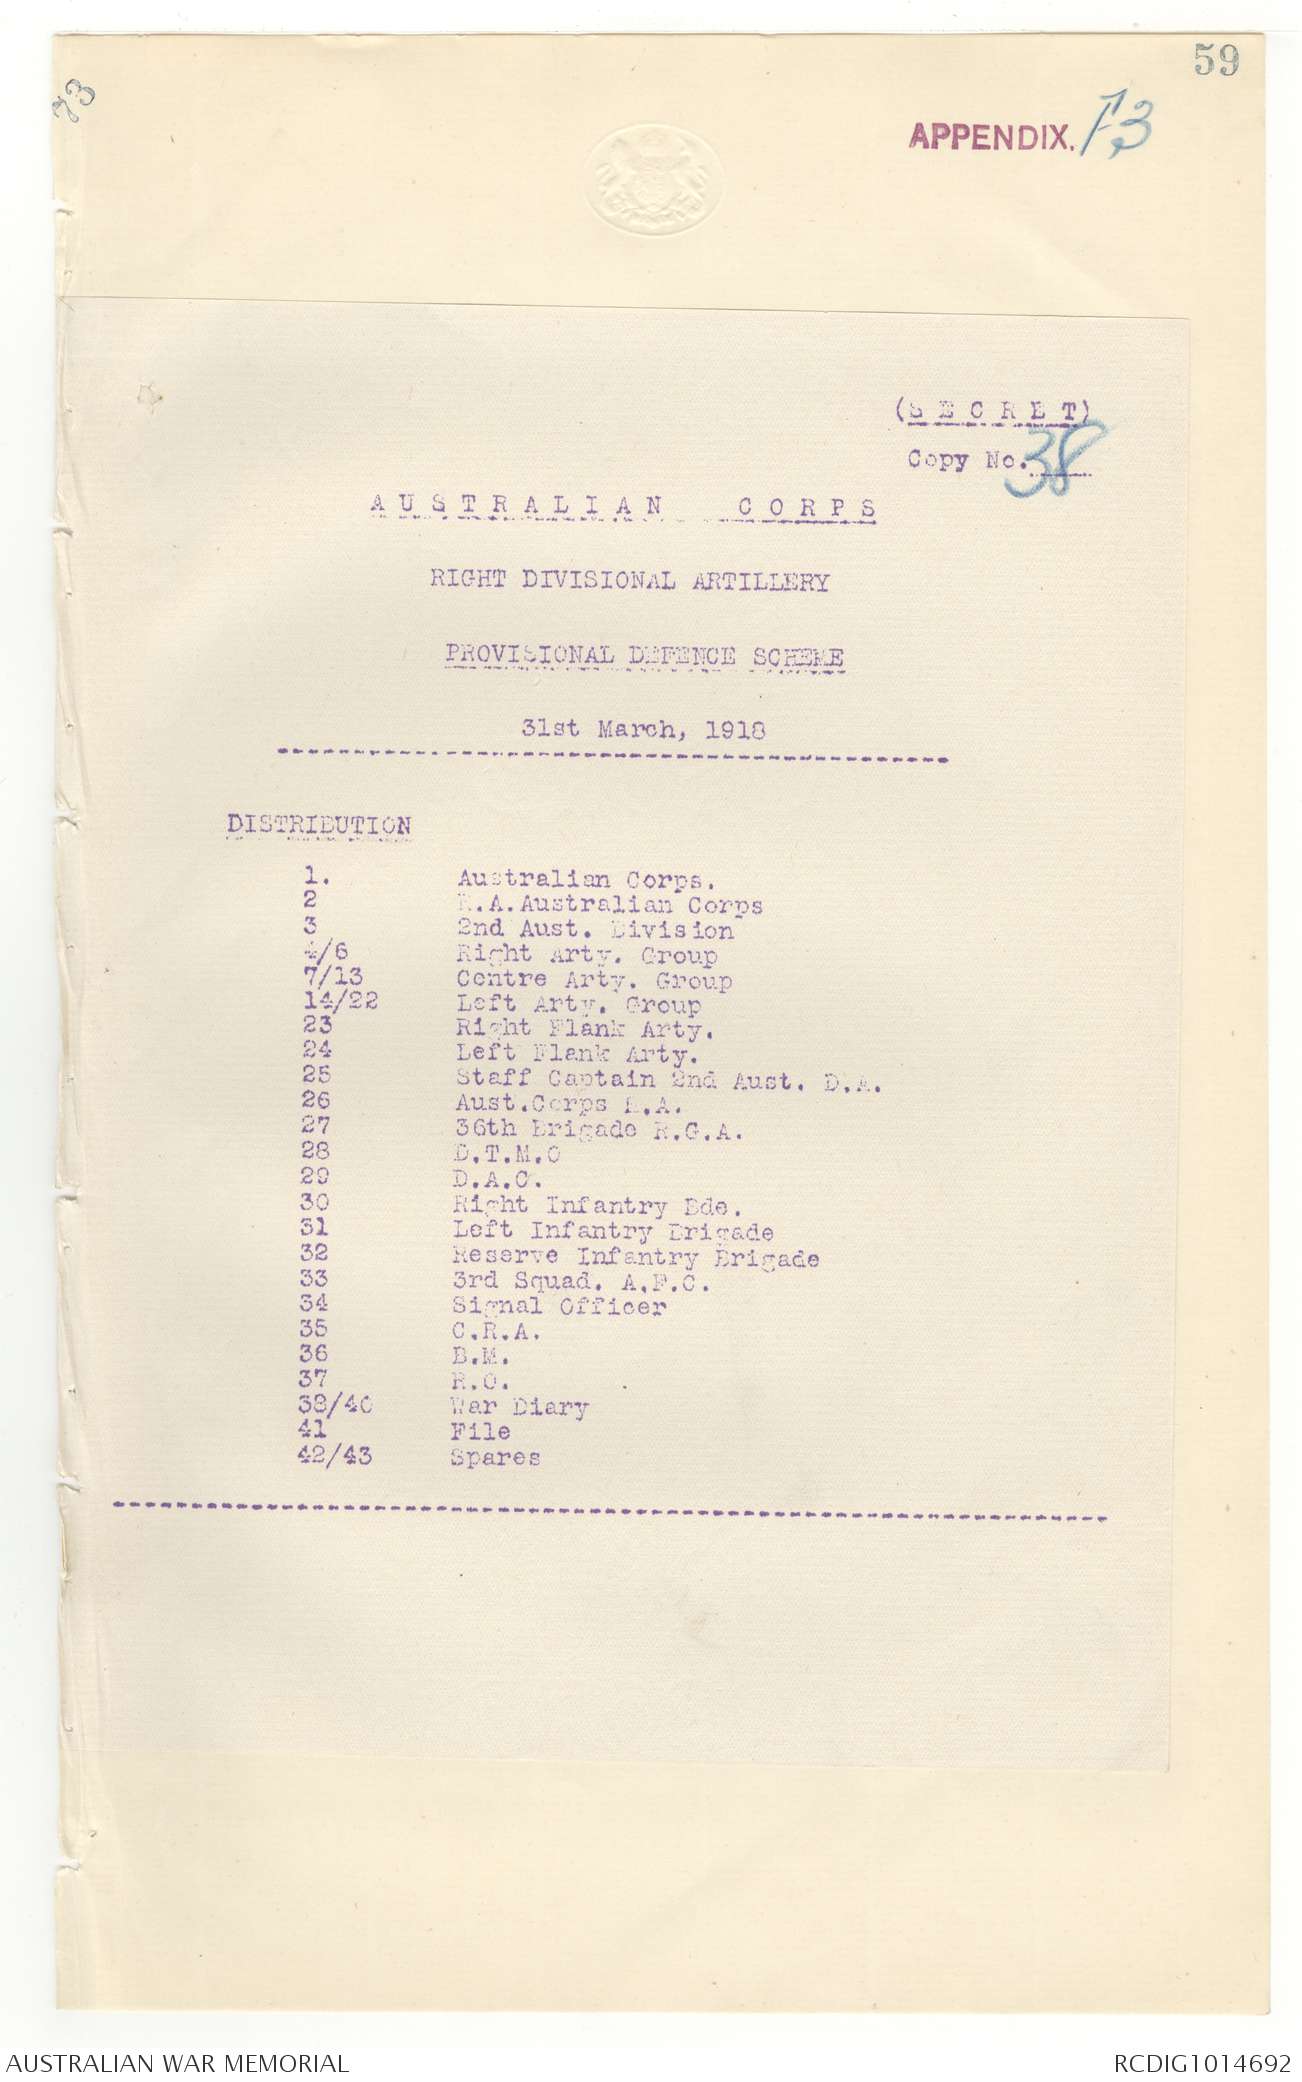 59
73
APPENDIX. F3
(S E C R E T)
Copy No. 38
A U S T R A L I A N   C O R P S
RIGHT DIVISIONAL ARTILLERY
PROVISIONAL DEFENCE SCHEME
31st March, 1918
DISTRIBUTION
1. Australian Corps.
2 R.A.Australian Corps
3 2nd Aust. Division
4/6 Right Arty. Group
7/13 Centre Arty. Group
14/22 Left Arty. Group
23 Right Flank Arty.
24 Left Flank Arty.
25 Staff Captain 2nd Aust. D.A.
26 Aust.Corps H.A.
27 36th Brigade R.G.A.
28 D.T.M.O
29 D.A.C.
30 Right Infantry Bde.
31 Left Infantry Brigade
32 Reserve Infantry Brigade
33 3rd Squad. A.F.C.
34 Signal Officer
35 C.R.A.
36 B.M.
37 R.O.
38/40 War Diary
41 File
42/43 Spares
AUSTRALIAN WAR MEMORIAL
RCDIG1014692